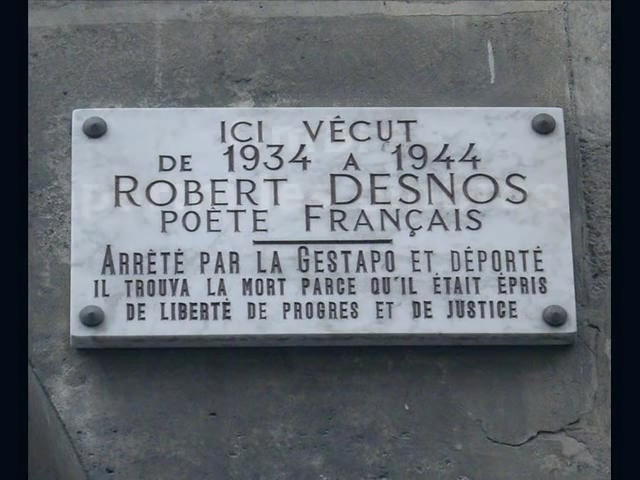 ICI VÉCUT
DE 1934 A 1944
ROBERT DESNOS
POÈTE FRANÇAIS
ARRÊTÉ PAR LA GESTAPO ET DÉPORTÉ
IL TROUVA LA MORT PARCE QU'IL ÉTAIT ÉPRIS
DE LIBERTÉ DE PROGRES ET DE JUSTICE